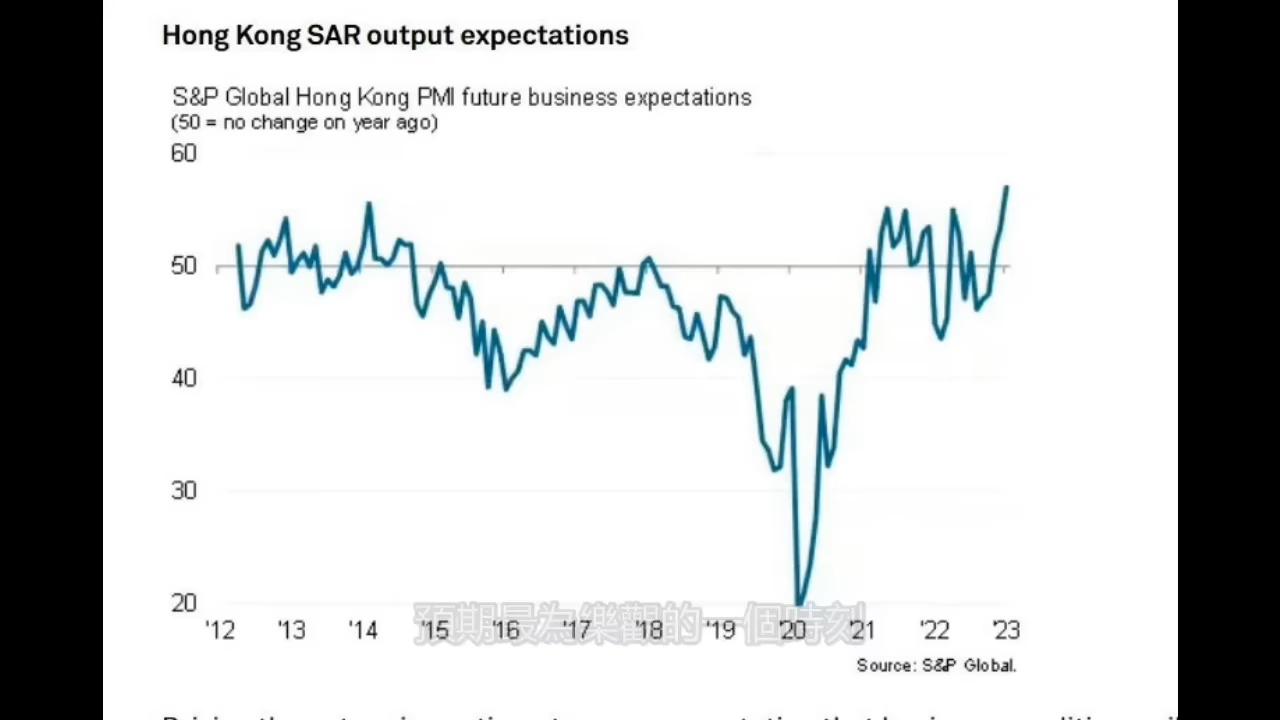 Hong Kong SAR output expectations
S&P Global Hong Kong PMI future business expectations
(50 = no change on year ago)
60
50
40
30
20
'12 '13 '14 '15 '16 '17 '18 '19 '20 '21 '22 '23
預期最為樂觀的一個時刻
Source: S&P Global.